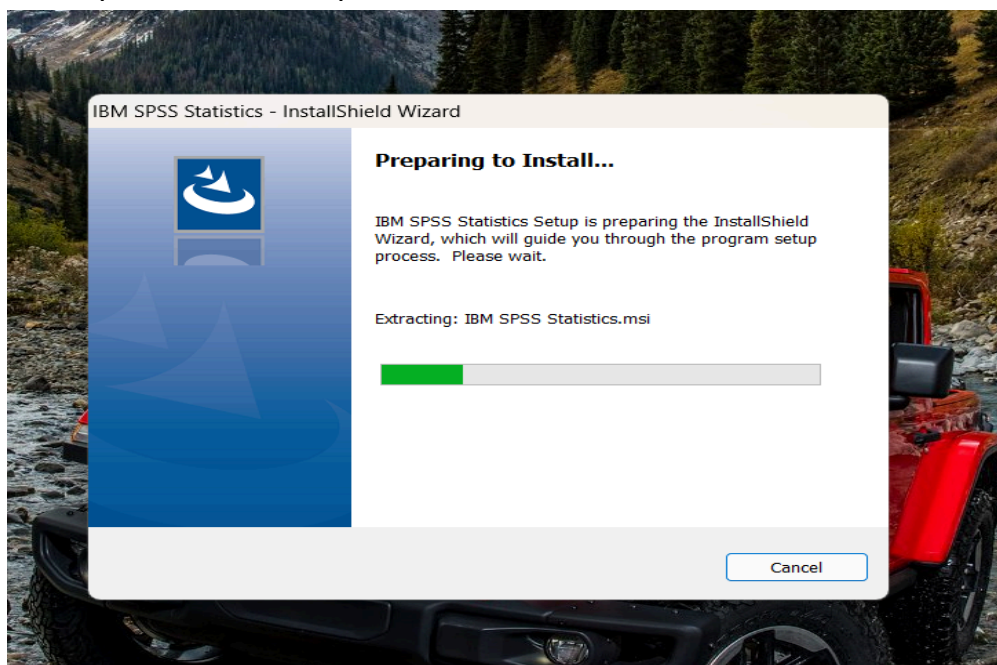 IBM SPSS Statistics - InstallShield Wizard
Preparing to Install...
IBM SPSS Statistics Setup is preparing the InstallShield
Wizard, which will guide you through the program setup
process. Please wait.
Extracting: IBM SPSS Statistics.msi
Cancel